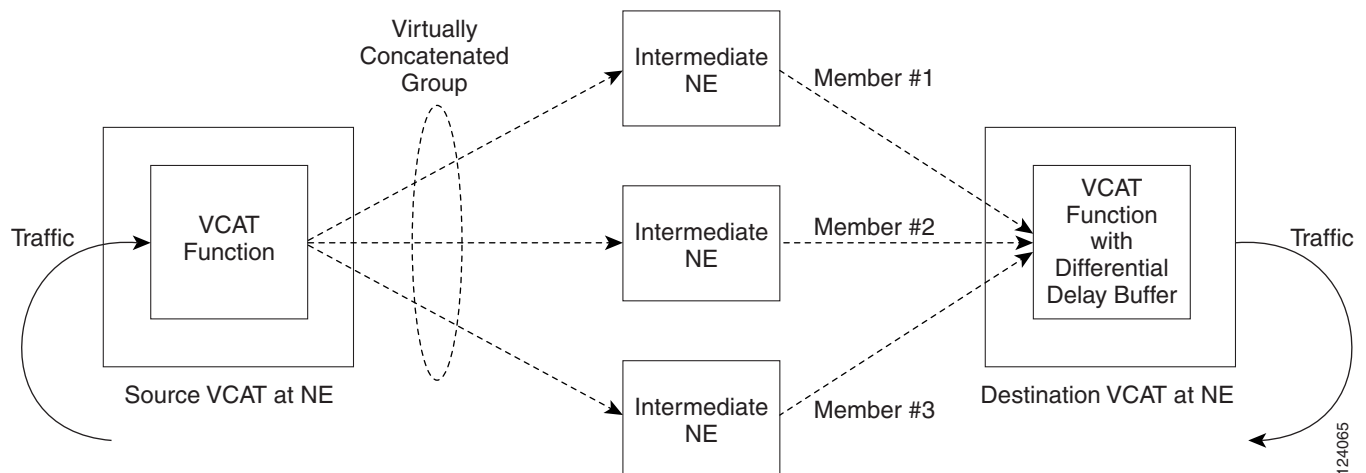 Virtually
Concatenated
Group
Intermediate
NE
Member #1
VCAT
Function
Traffic
Intermediate
NE
Member #2
VCAT
Function
with
Differential
Delay Buffer
Traffic
Source VCAT at NE
Intermediate
NE
Member #3
Destination VCAT at NE
124065